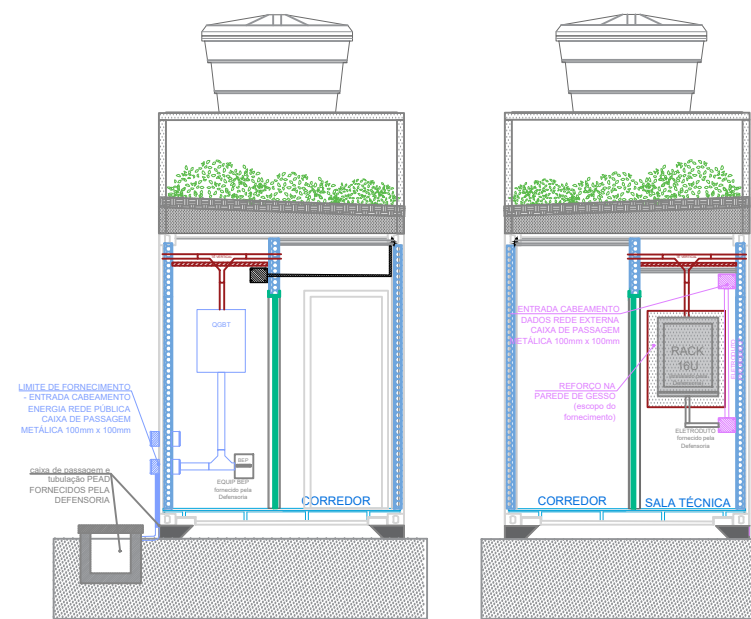 QGBT
LIMITE DE FORNECIMENTO
- ENTRADA CABEAMENTO
ENERGIA REDE PÚBLICA
CAIXA DE PASSAGEM
METÁLICA 100mm x 100mm
caixa de passagem e
tubulação PEAD
FORNECIDOS PELA
DEFENSORIA
BEP
EQUIP BEP
fornecido pela
Defensoria
CORREDOR
ENTRADA CABEAMENTO
DADOS REDE EXTERNA
CAIXA DE PASSAGEM
METÁLICA 100mm x 100mm
RACK
16U
REFORÇO NA
PAREDE DE GESSO
(escopo do
fornecimento)
ELETRODUTO
fornecido pela
Defensoria
CORREDOR
SALA TÉCNICA